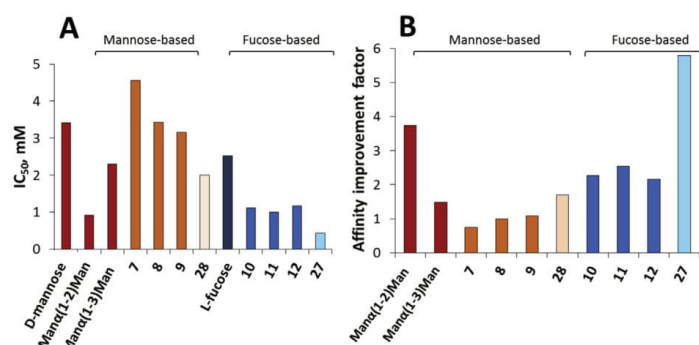 A
Mannose-based
Fucose-based
IC50, mM
5
4
3
2
1
0
D-mannose
Manα(1-2)Man
Manα(1-3)Man
7
8
9
28
L-fucose
10
11
12
27
B
Mannose-based
Fucose-based
Affinity improvement factor
6
5
4
3
2
1
0
Manα(1-2)Man
Manα(1-3)Man
7
8
9
28
10
11
12
27